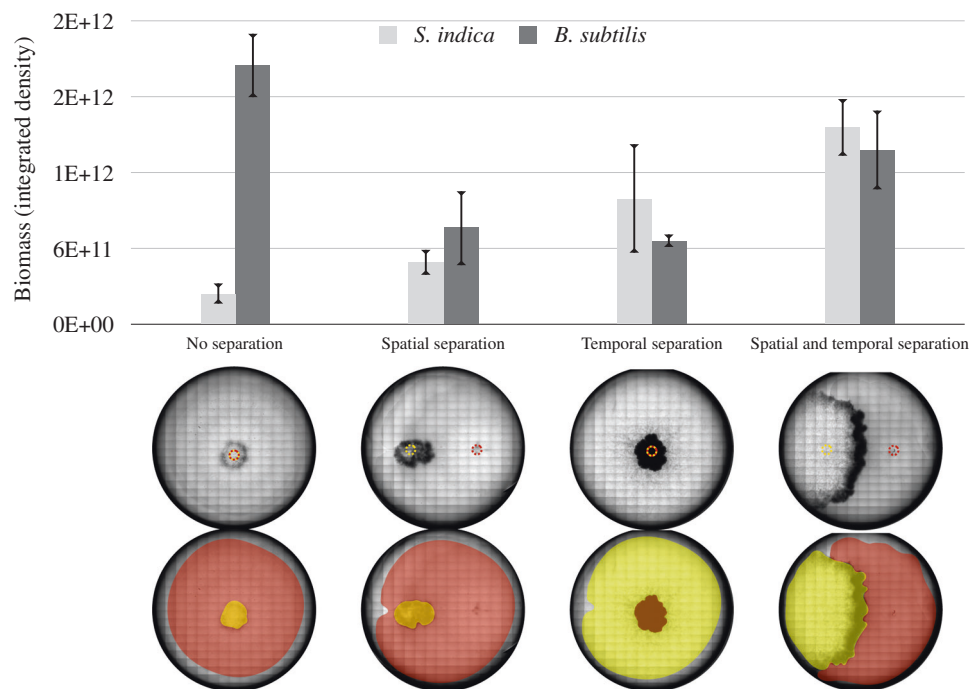 Biomass (integrated density)
2E+12
2E+12
1E+12
6E+11
0E+00
S. indica B. subtilis
No separation Spatial separation Temporal separation Spatial and temporal separation